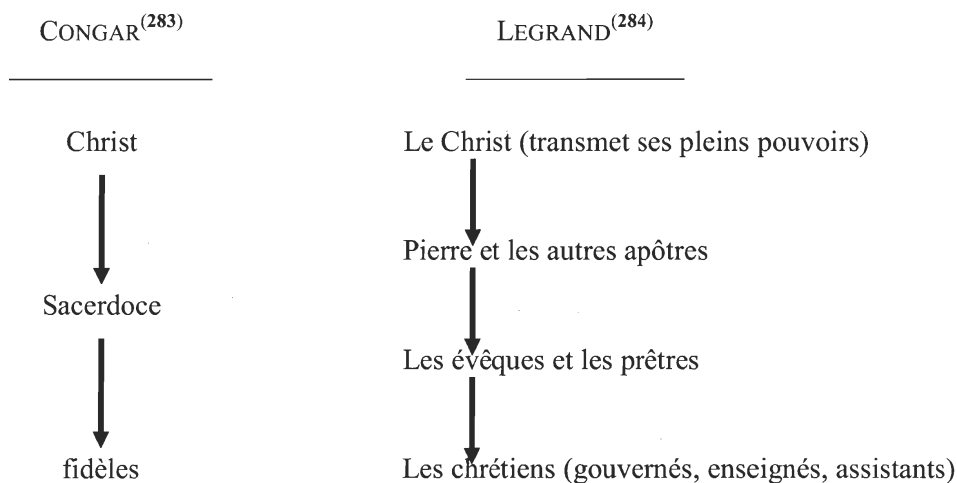 CONGAR(283)
Christ
Sacerdoce
fidèles
LEGRAND(284)
Le Christ (transmet ses pleins pouvoirs)
Pierre et les autres apôtres
Les évêques et les prêtres
Les chrétiens (gouvernés, enseignés, assistants)